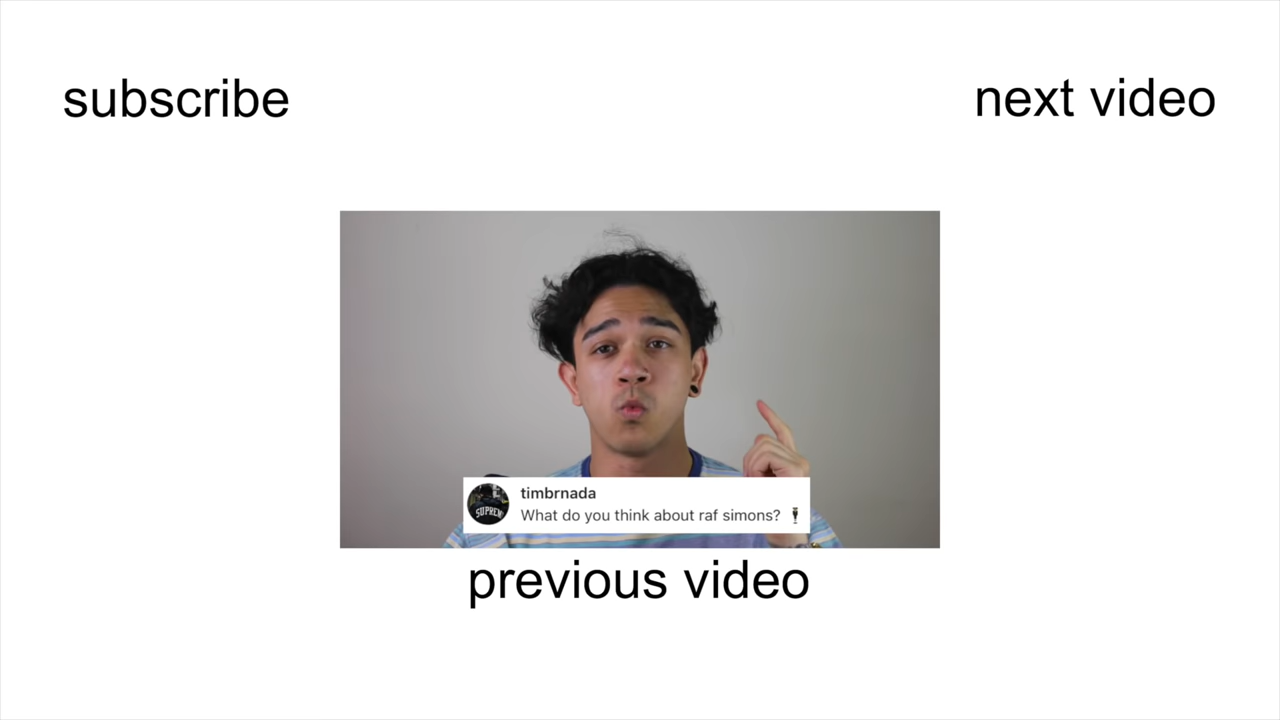 subscribe
next video
timbrnada
What do you think about raf simons?
previous video